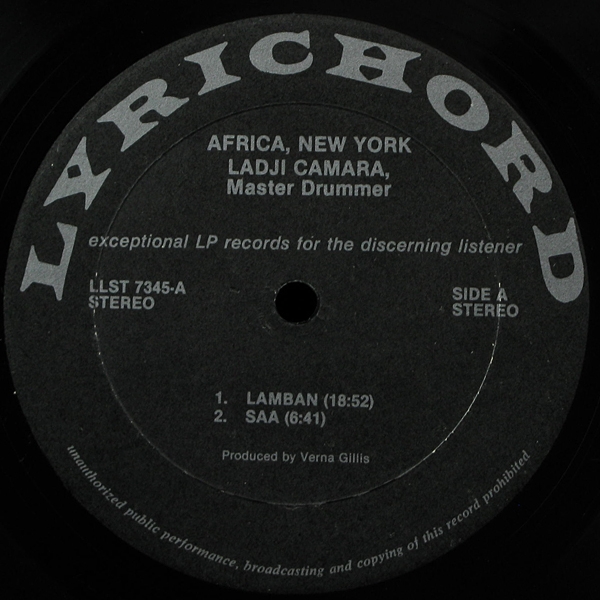 LYRICHORD
AFRICA, NEW YORK
LADJI CAMARA,
Master Drummer
exceptional LP records for the discerning listener
LLST 7345-A
STEREO
SIDE A
STEREO
1. LAMBAN (18:52)
2. SAA (6:41)
Produced by Verna Gillis
unauthorized public performance, broadcasting and copying of this record prohibited